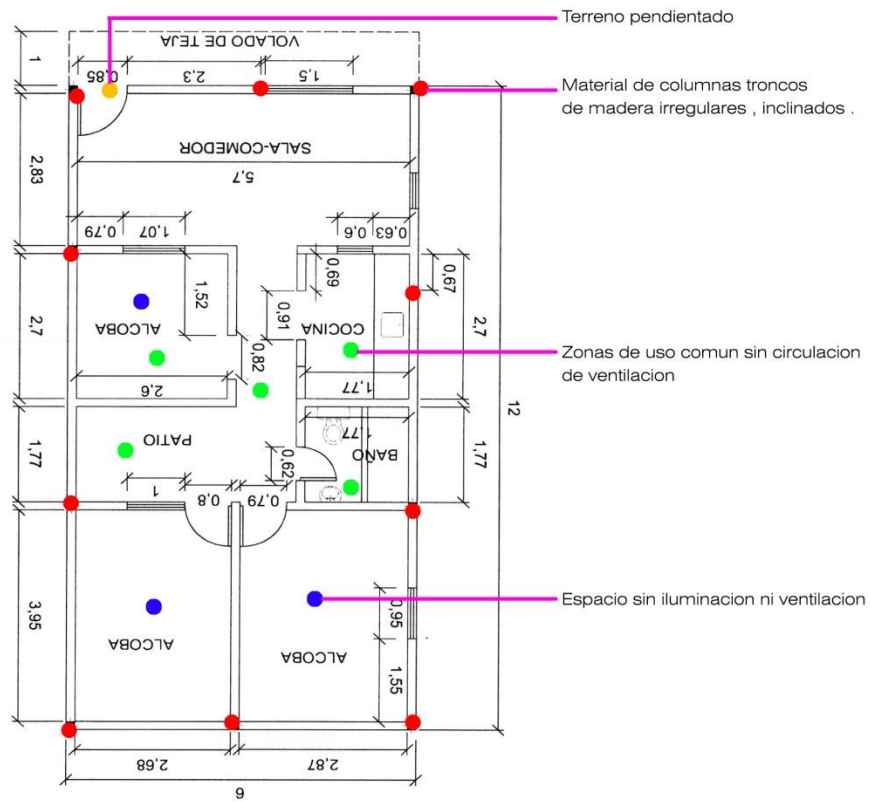 Terreno pendientado
Material de columnas troncos
de madera irregulares , inclinados .
Zonas de uso comun sin circulacion
de ventilacion
Espacio sin iluminacion ni ventilacion
VOLADO DE TEJA
1
0,85
2,3
1,5
SALA-COMEDOR
5,7
2,83
0,79
1,07
0,6
0,63
1,52
0,69
0,67
ALCOBA
0,91
COCINA
2,7
2,7
0,82
2,6
1,77
12
PATIO
1,77
BAÑO
1,77
1,77
0,62
1
0,8
0,79
3,95
ALCOBA
ALCOBA
0,95
1,55
2,68
2,87
6